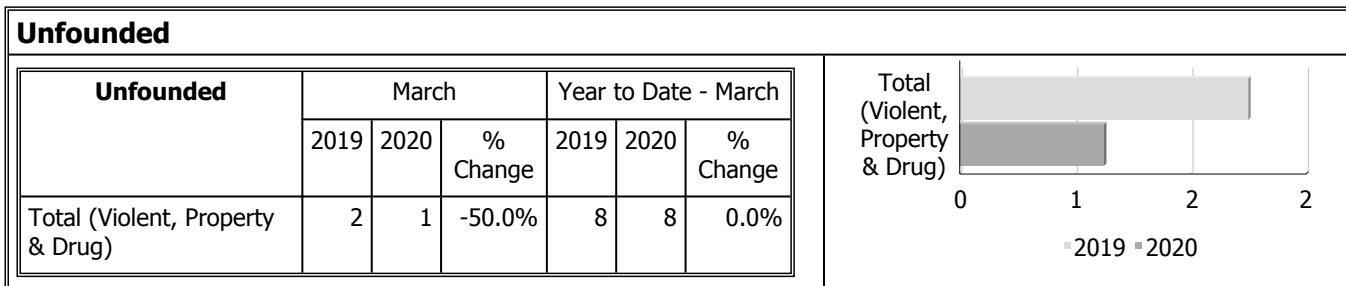 Unfounded
Unfounded March Year to Date - March
2019 2020 % Change 2019 2020 % Change
Total (Violent, Property & Drug) 2 1 -50.0% 8 8 0.0%
Total
(Violent,
Property
& Drug)
0 1 2 2
2019 2020